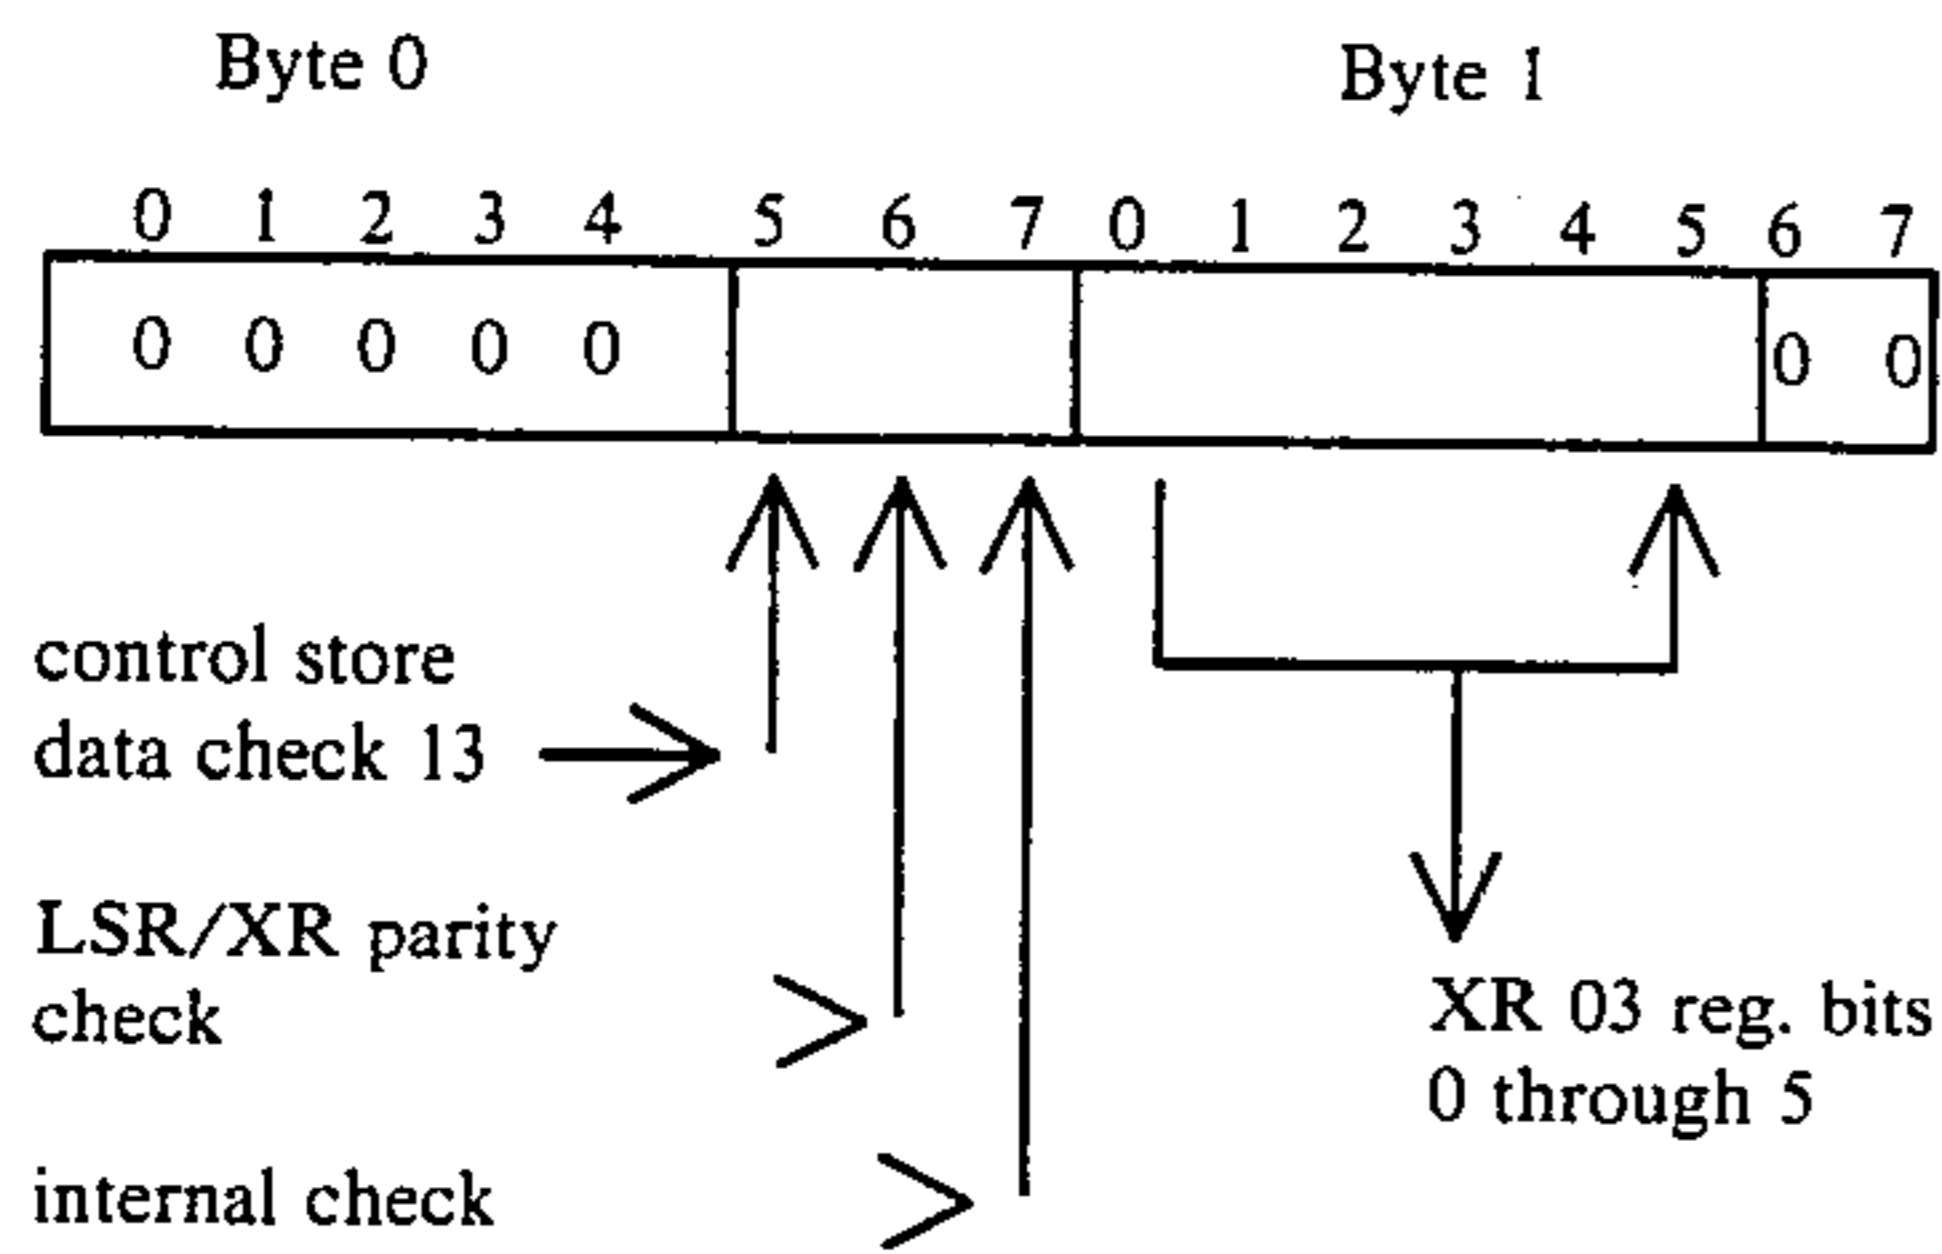 Byte 0 Byte 1
0 1 2 3 4 5 6 7 0 1 2 3 4 5 6 7
0 0 0 0 0 0 0
control store
data check 13
LSR/XR parity
check
XR 03 reg. bits
0 through 5
internal check